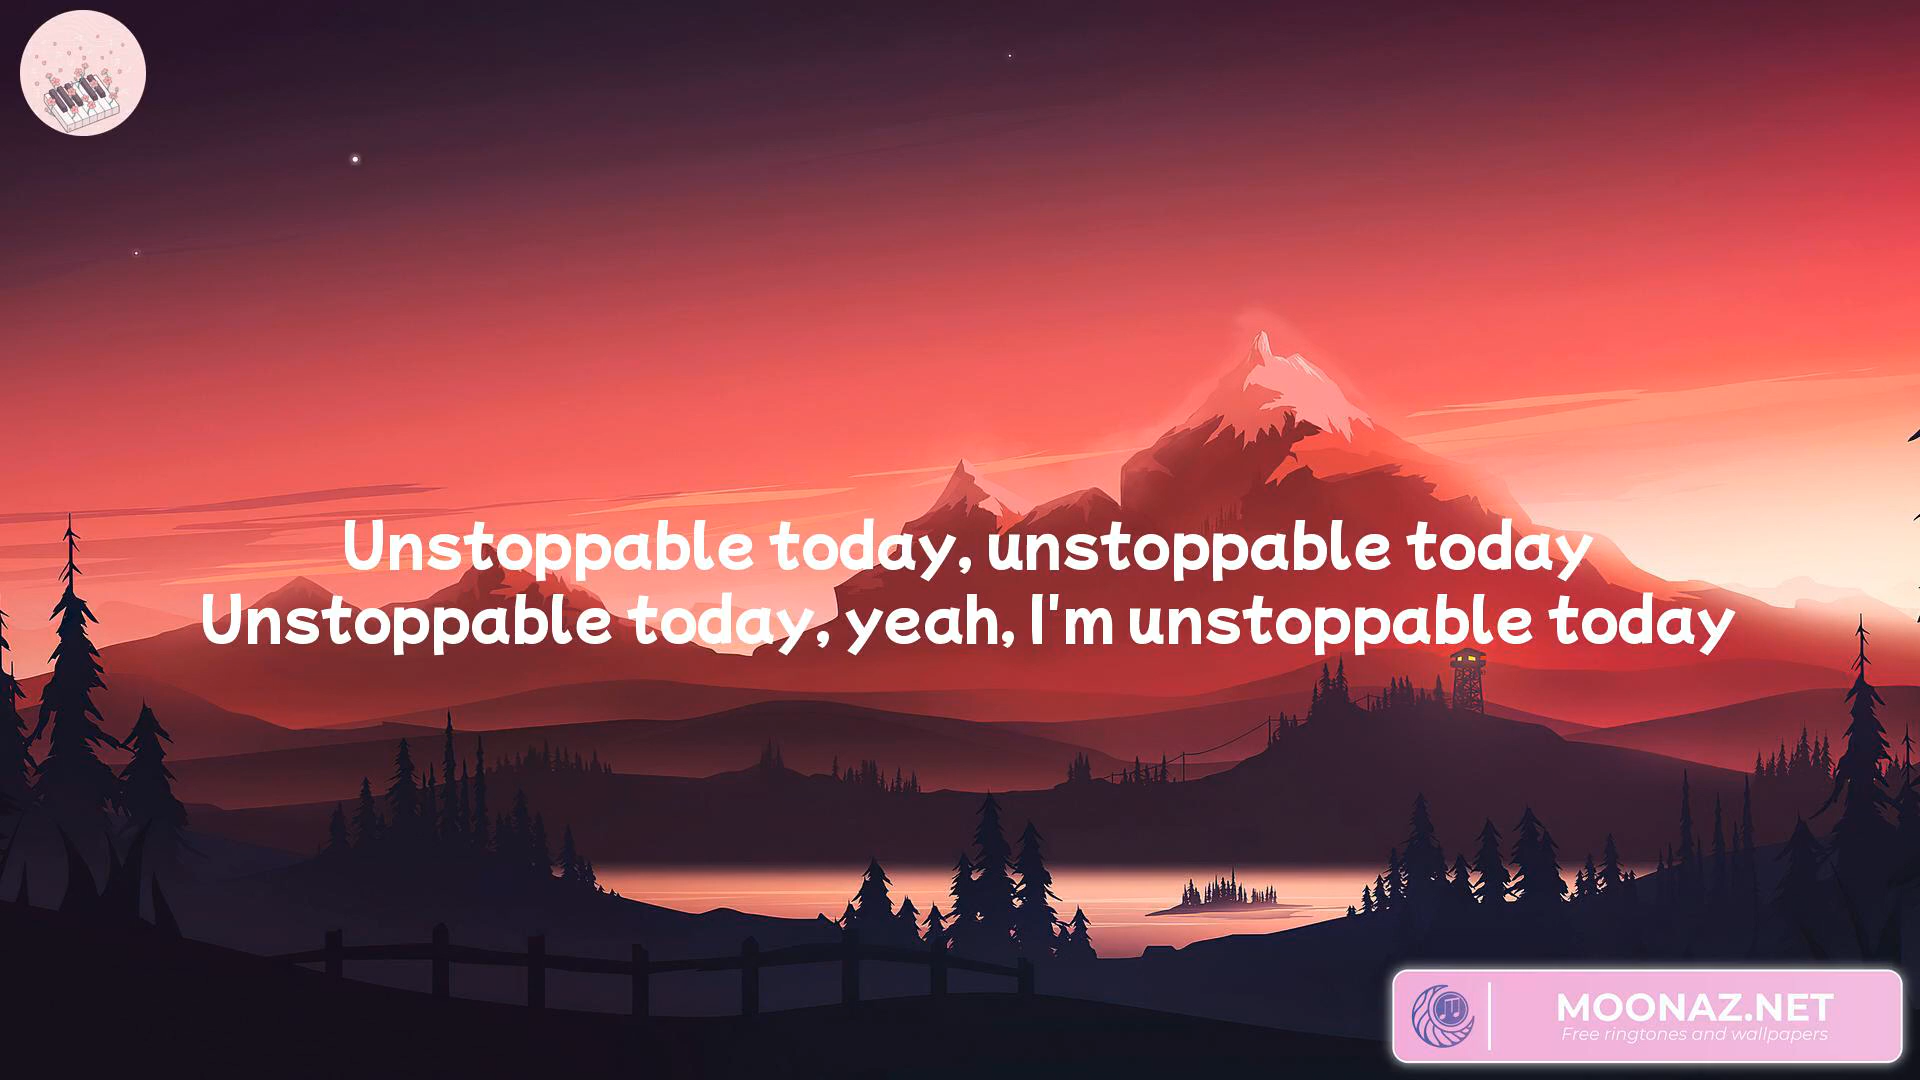 Unstoppable today, unstoppable today
Unstoppable today, yeah, I'm unstoppable today
MOONAZ.NET
Free ringtones and wallpapers